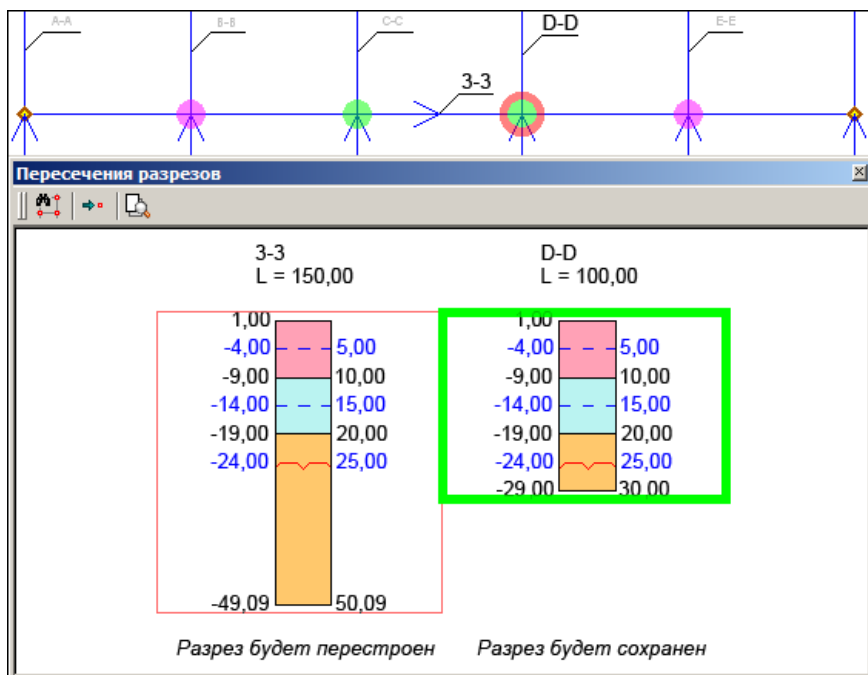 A-A B-B C-C D-D E-E
3-3
Пересечения разрезов
3-3 D-D
L = 150,00 L = 100,00
1,00 1,00
-4,00 5,00 -4,00 5,00
-9,00 10,00 -9,00 10,00
-14,00 15,00 -14,00 15,00
-19,00 20,00 -19,00 20,00
-24,00 25,00 -24,00 25,00
-29,00 30,00
-49,09 50,09
Разрез будет перестроен Разрез будет сохранен